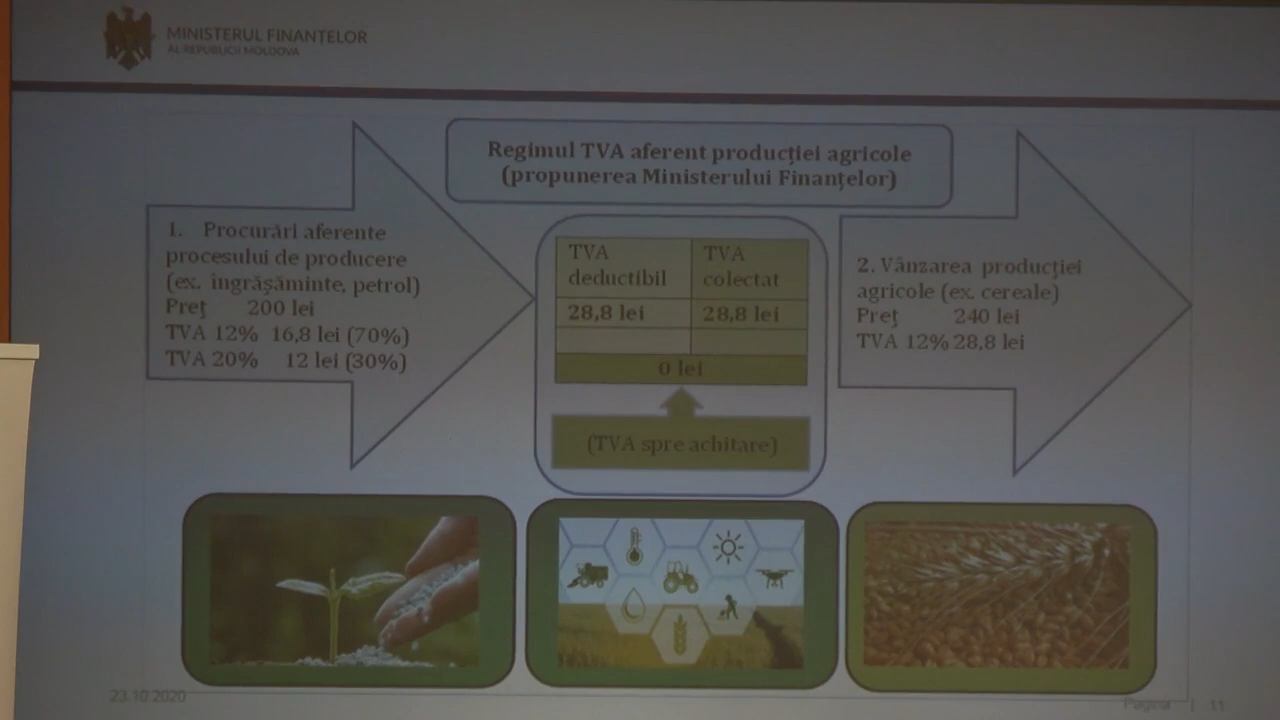 MINISTERUL FINANȚELOR
AL REPUBLICII MOLDOVA
Regimul TVA aferent producției agricole
(propunerea Ministerului Finanțelor)
1. Procurări aferente
procesului de producere
(ex. îngrășăminte, petrol)
Preț 200 lei
TVA 12% 16,8 lei (70%)
TVA 20% 12 lei (30%)
TVA
deductibil
TVA
colectat
28,8 lei 28,8 lei
0 lei
(TVA spre achitare)
2. Vânzarea producției
agricole (ex. cereale)
Preț 240 lei
TVA 12% 28,8 lei
23.10.2020
Pagina | 11